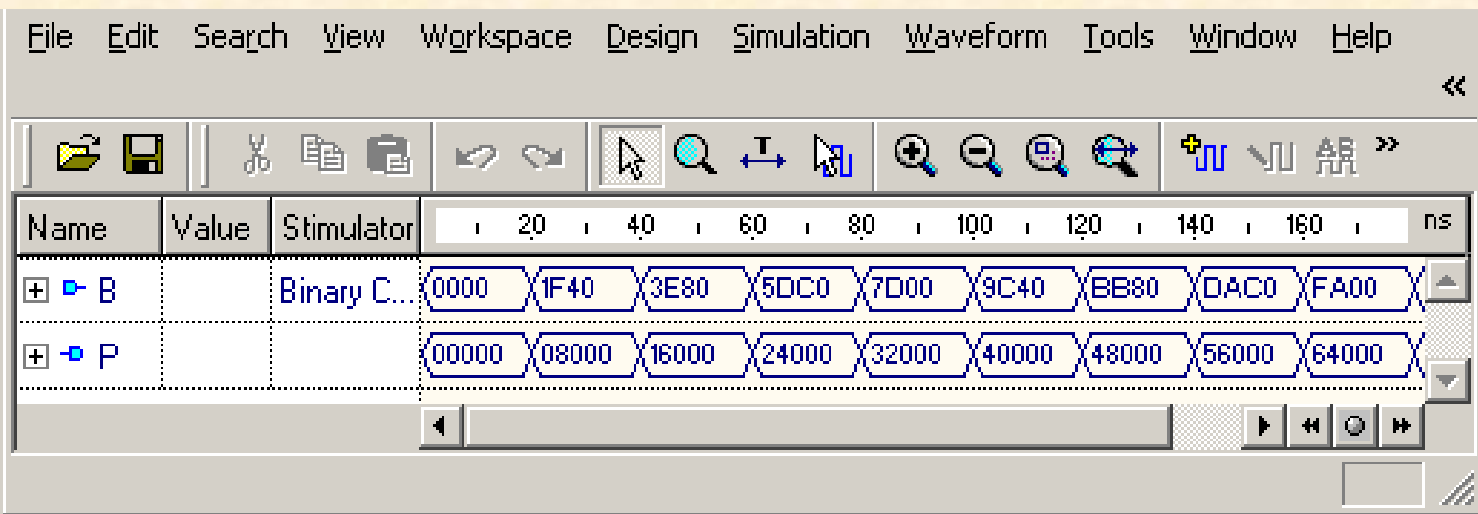 File Edit Search View Workspace Design Simulation Waveform Tools Window Help
Name Value Stimulator 20 40 60 80 100 120 140 160 ns
B Binary C... 0000 1F40 3E80 5DC0 7D00 9C40 BB80 DAC0 FA00
P 00000 08000 16000 24000 32000 40000 48000 56000 64000